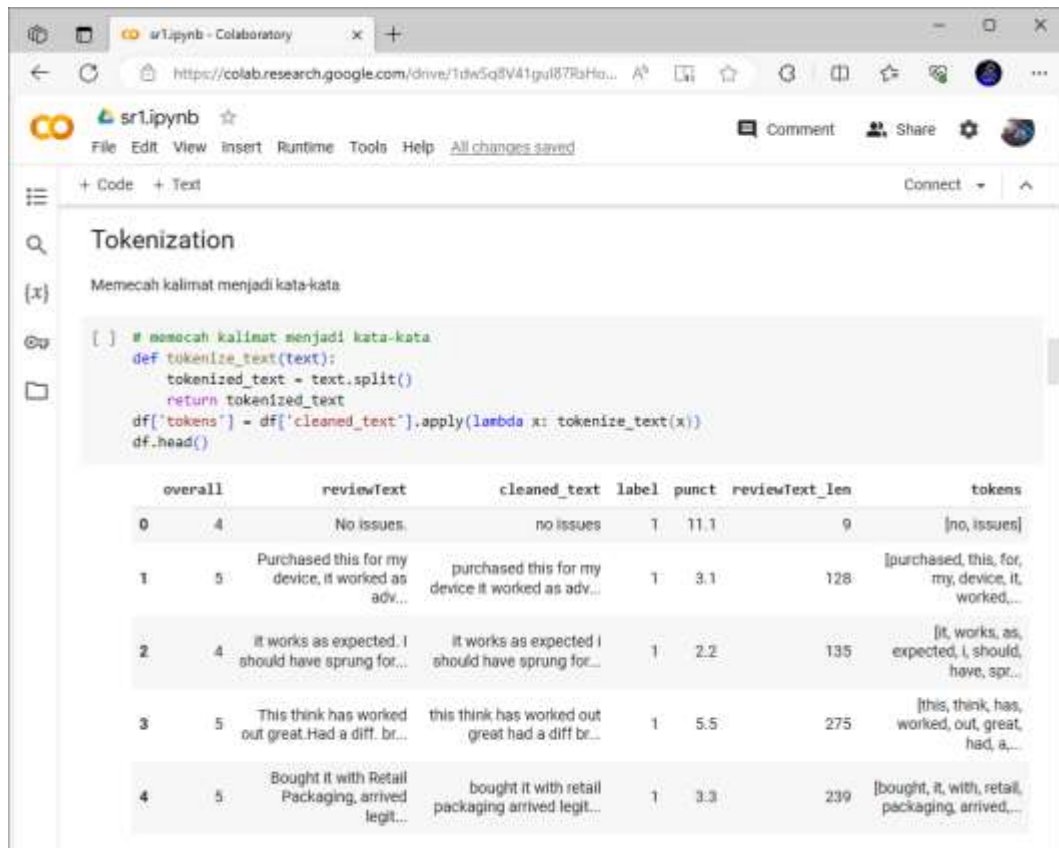 sr1.ipynb - Colaboratory
https://colab.research.google.com/drive/
sr1.ipynb
Comment
Share
File Edit View Insert Runtime Tools Help All changes saved
+ Code + Text
Connect
Tokenization
Memecah kalimat menjadi kata-kata
[ ] # memecah kalimat menjadi kata-kata
def tokenize_text(text):
tokenized_text = text.split()
return tokenized_text
df['tokens'] = df['cleaned_text'].apply(lambda x: tokenize_text(x))
df.head()
overall reviewText cleaned_text label punct reviewText_len tokens
0 4 No issues. no issues 1 11.1 9 [no, issues]
Purchased this for my
device, it worked as
adv...
purchased this for my
device it worked as adv...
[purchased, this, for,
my, device, it,
worked,...
1 5 1 3.1 128
it works as expected. I
should have sprung for...
it works as expected i
should have sprung for...
[it, works, as,
expected, i, should,
have, spr...
2 4 1 2.2 135
This think has worked
out great.Had a diff. br...
this think has worked out
great had a diff br...
[this, think, has,
worked, out, great,
had, a,...
3 5 1 5.5 275
Bought it with Retail
Packaging, arrived
legit...
bought it with retail
packaging arrived legit...
[bought, it, with, retail,
packaging, arrived,...
4 5 1 3.3 239